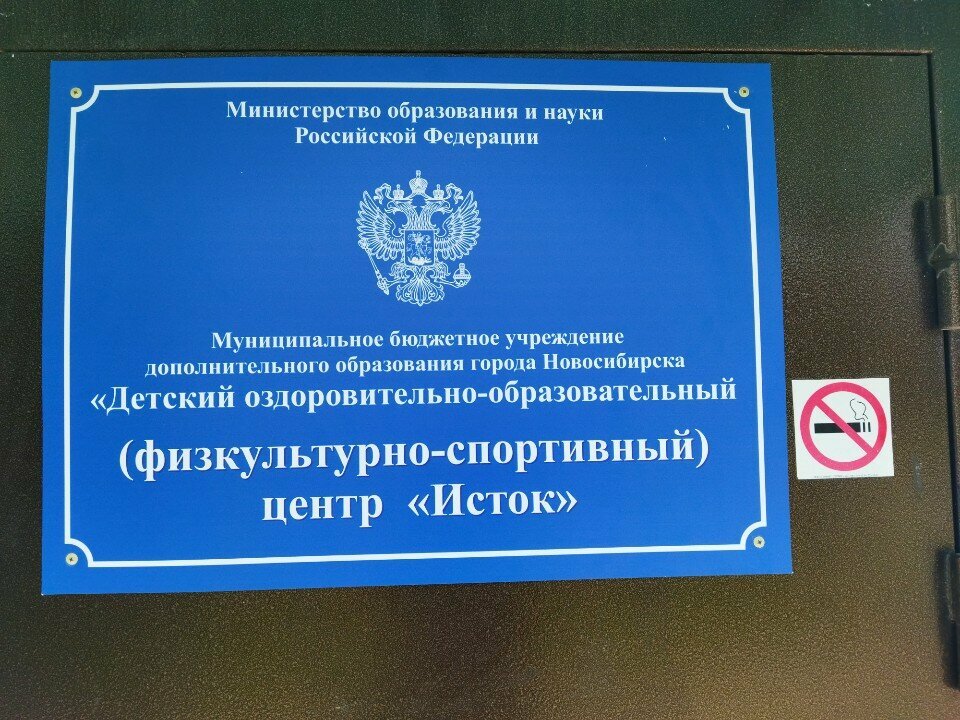 Министерство образования и науки
Российской Федерации
Муниципальное бюджетное учреждение
дополнительного образования города Новосибирска
«Детский оздоровительно-образовательный
(физкультурно-спортивный)
центр «Исток»